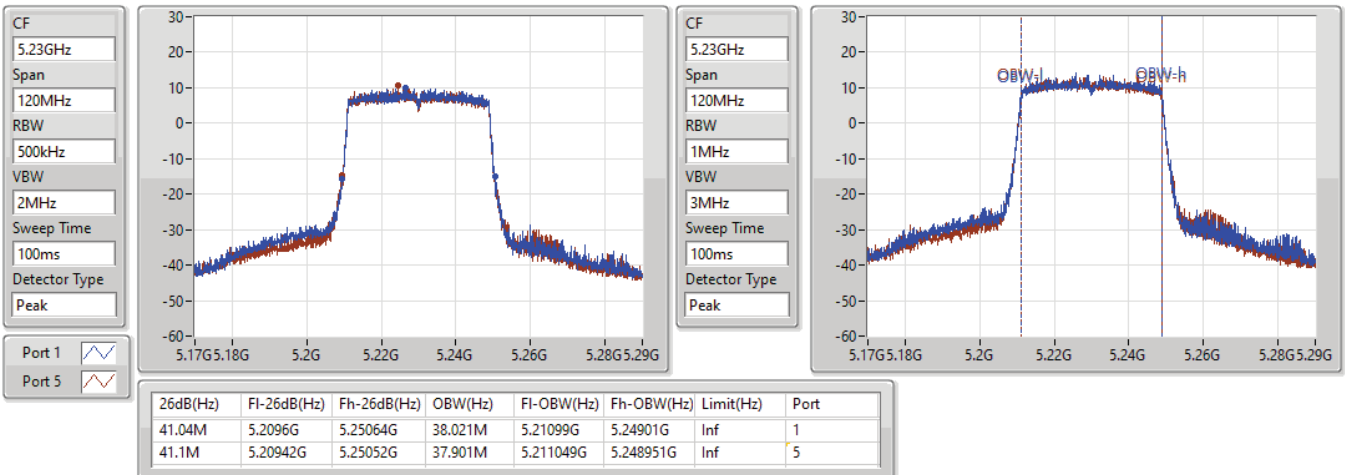 CF
5.23GHz
Span
120MHz
RBW
500kHz
VBW
2MHz
Sweep Time
100ms
Detector Type
Peak
Port 1
Port 5
30
20
10
0
-10
-20
-30
-40
-50
-60
5.17G 5.18G 5.2G 5.22G 5.24G 5.26G 5.28G 5.29G
CF
5.23GHz
Span
120MHz
RBW
1MHz
VBW
3MHz
Sweep Time
100ms
Detector Type
Peak
30
20
10
0
-10
-20
-30
-40
-50
-60
OBW-l OBW-h
5.17G 5.18G 5.2G 5.22G 5.24G 5.26G 5.28G 5.29G
26dB(Hz) Fl-26dB(Hz) Fh-26dB(Hz) OBW(Hz) Fl-OBW(Hz) Fh-OBW(Hz) Limit(Hz) Port
41.04M 5.2096G 5.25064G 38.021M 5.21099G 5.24901G Inf 1
41.1M 5.20942G 5.25052G 37.901M 5.211049G 5.248951G Inf 5